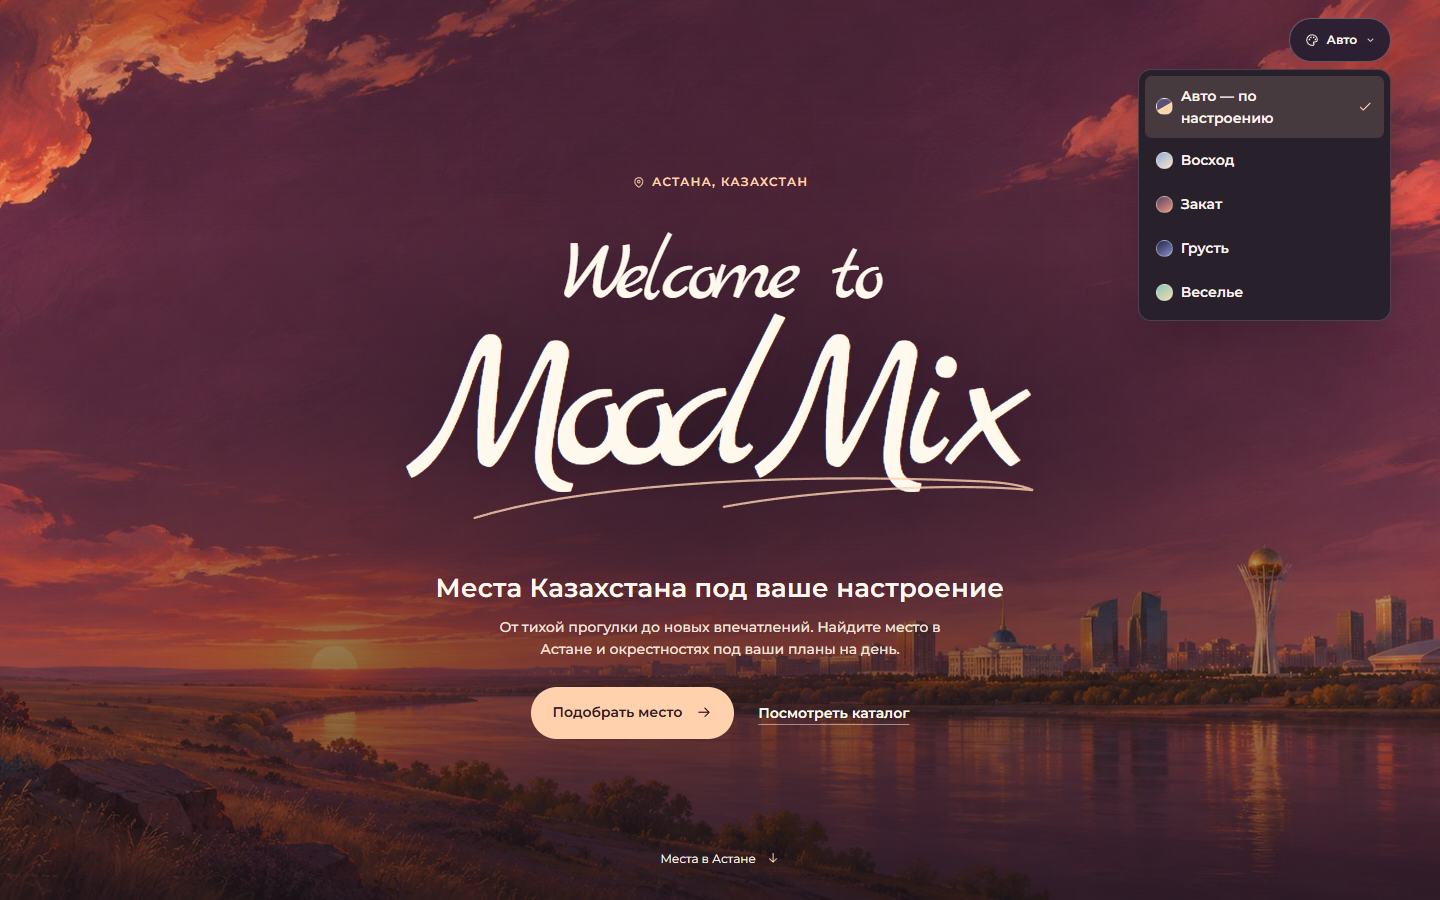 Авто
Авто — по
настроению
Восход
Закат
Грусть
Веселье
АСТАНА, КАЗАХСТАН
Welcome to
Mood Mix
Места Казахстана под ваше настроение
От тихой прогулки до новых впечатлений. Найдите место в
Астане и окрестностях под ваши планы на день.
Подобрать место →
Посмотреть каталог
Места в Астане ↓